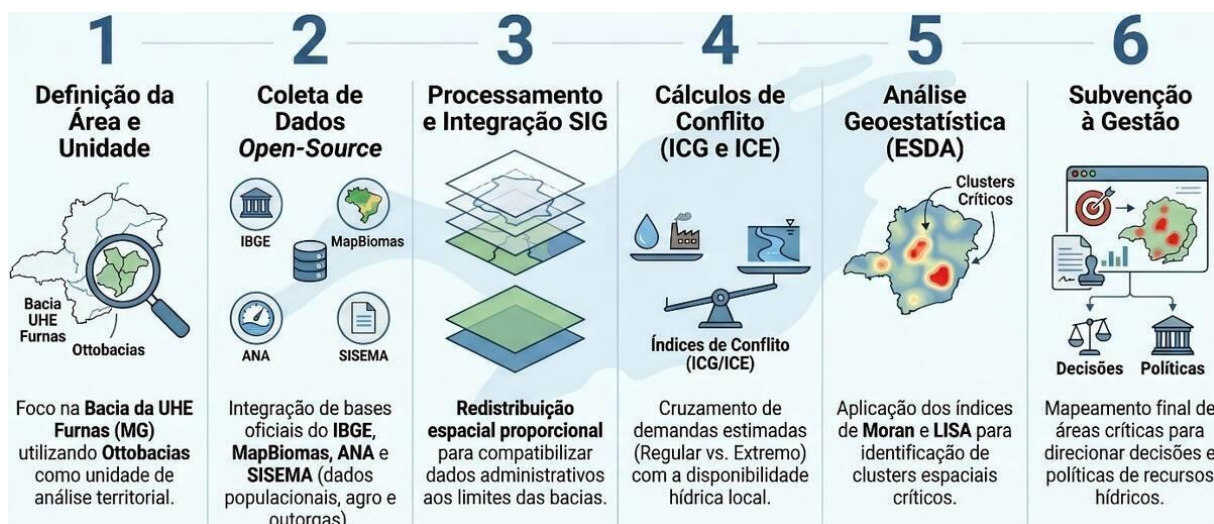 1
Definição da
Área e
Unidade
Bacia
UHE
Furnas
Ottobacias
Foco na Bacia da UHE
Furnas (MG)
utilizando Ottobacias
como unidade de
análise territorial.
2
Coleta de
Dados
Open-Source
IBGE
MapBiomas
ANA
SISEMA
Integração de bases
oficiais do IBGE,
MapBiomas, ANA e
SISEMA (dados
populacionais, agro e
outorgas)
3
Processamento
e Integração SIG
Redistribuição
espacial proporcional
para compatibilizar
dados administrativos
aos limites das bacias.
4
Cálculos de
Conflito
(ICG e ICE)
Índices de Conflito
(ICG/ICE)
Cruzamento de
demandas estimadas
(Regular vs. Extremo)
com a disponibilidade
hídrica local.
5
Análise
Geoestatística
(ESDA)
Clusters
Críticos
Aplicação dos índices
de Moran e LISA para
identificação de
clusters espaciais
críticos.
6
Subvenção
à Gestão
Decisões
Políticas
Mapeamento final de
áreas críticas para
direcionar decisões e
políticas de recursos
hídricos.